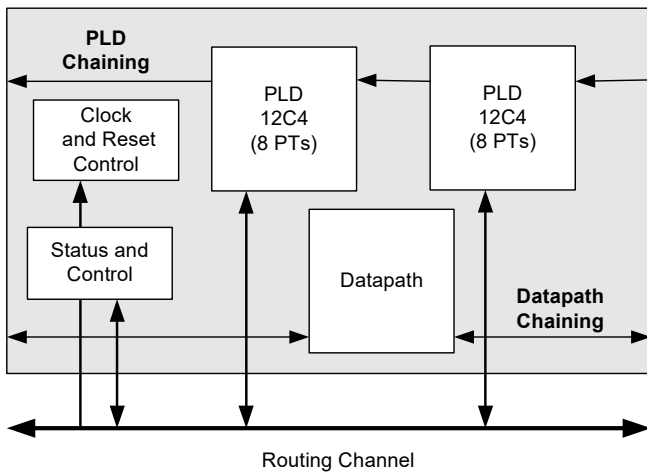 PLD
Chaining
PLD
12C4
(8 PTs)
PLD
12C4
(8 PTs)
Clock
and Reset
Control
Status and
Control
Datapath
Datapath
Chaining
Routing Channel